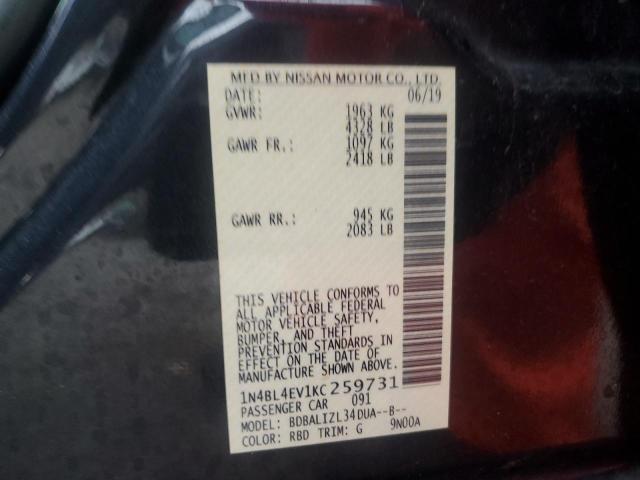 MFD BY NISSAN MOTOR CO., LTD.
DATE: 06/19
GVWR: 1963 KG
4328 LB
GAWR FR.: 1097 KG
2418 LB
GAWR RR.: 945 KG
2083 LB
THIS VEHICLE CONFORMS TO
ALL APPLICABLE FEDERAL
MOTOR VEHICLE SAFETY,
BUMPER, AND THEFT
PREVENTION STANDARDS IN
EFFECT ON THE DATE OF
MANUFACTURE SHOWN ABOVE.
1N4BL4EV1KC259731
PASSENGER CAR 091
MODEL: BDBALIZL34DUA--B--
COLOR: RBD TRIM: G 9N00A